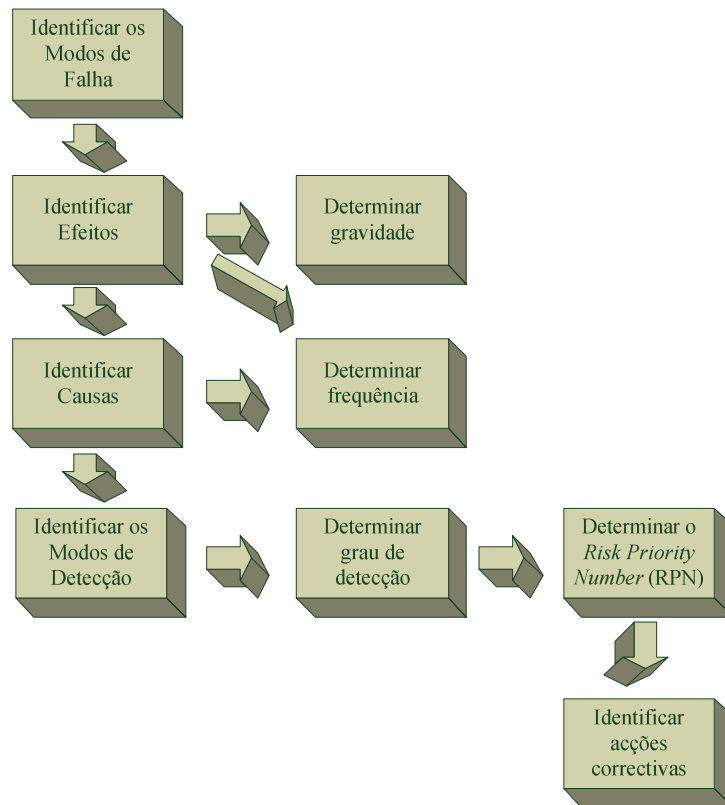 Identificar os
Modos de
Falha
Identificar
Efeitos
Determinar
gravidade
Identificar
Causas
Determinar
frequência
Identificar os
Modos de
Detecção
Determinar
grau de
detecção
Determinar o
Risk Priority
Number (RPN)
Identificar
acções
correctivas